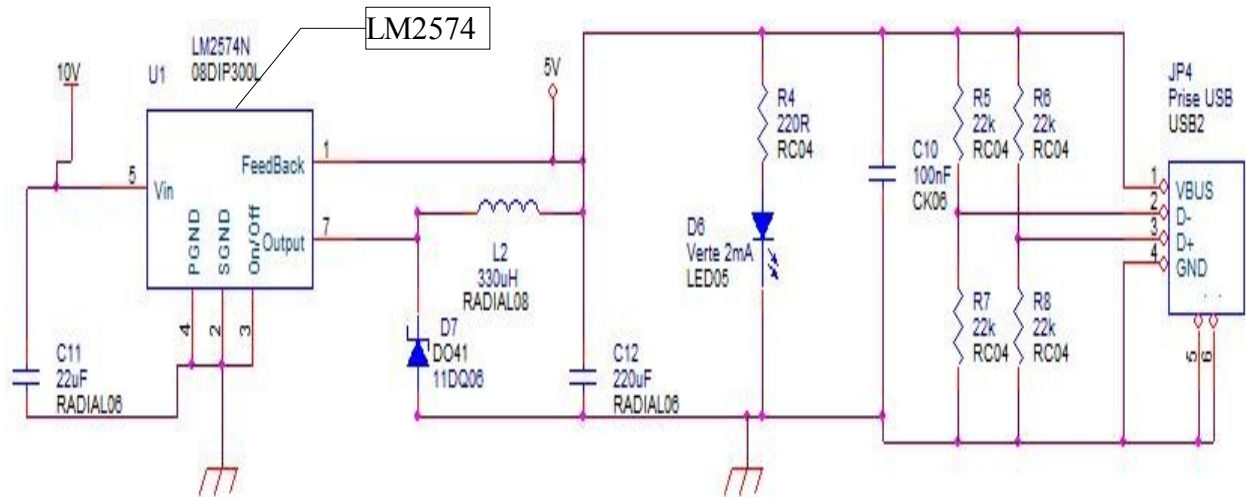 LM2574
LM2574N
08DIP300L
U1
10V
5V
FeedBack
1
5
Vin
Output
7
PGND
SGND
On/Off
4
2
3
C11
22uF
RADIAL06
L2
330uH
RADIAL08
D7
DO41
11DQ06
C12
220uF
RADIAL06
R4
220R
RC04
D6
Verte 2mA
LED05
C10
100nF
CK06
R5
22k
RC04
R6
22k
RC04
R7
22k
RC04
R8
22k
RC04
JP4
Prise USB
USB2
1
VBUS
2
D-
3
D+
4
GND
5
6